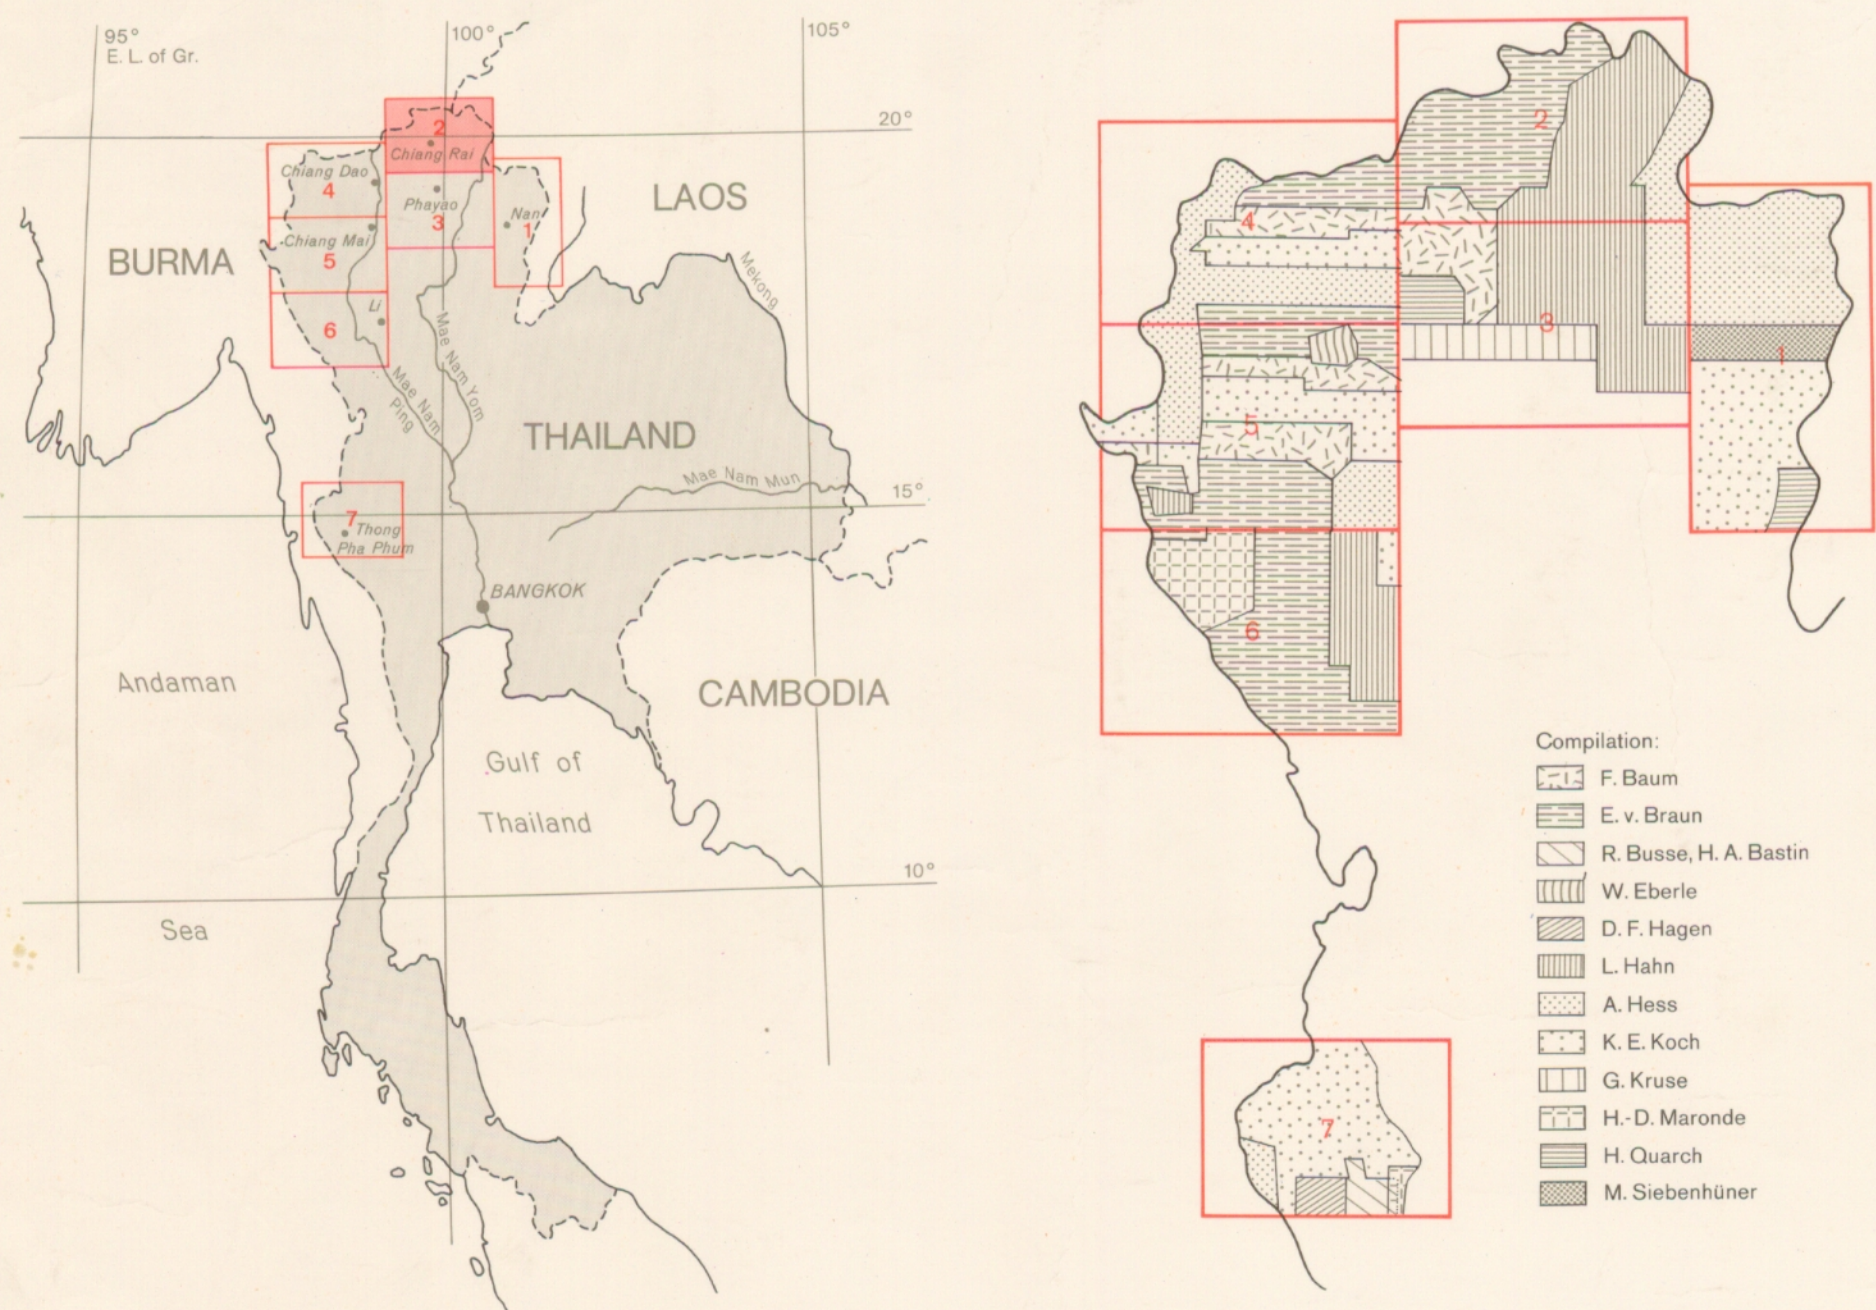 95°
E. L. of Gr.
100°
105°
20°
2
Chiang Rai
Chiang Dao
4
Phayao
3
Nan
1
LAOS
BURMA
Chiang Mai
5
Mekong
Li
6
Mae Nam Yom
Mae Nam
Ping
THAILAND
Mae Nam Mun
15°
7
Thong
Pha Phum
BANGKOK
Andaman
CAMBODIA
Gulf of
Thailand
10°
Sea
2
4
3
1
5
6
7
Compilation:
F. Baum
E. v. Braun
R. Busse, H. A. Bastin
W. Eberle
D. F. Hagen
L. Hahn
A. Hess
K. E. Koch
G. Kruse
H.-D. Maronde
H. Quarch
M. Siebenhüner